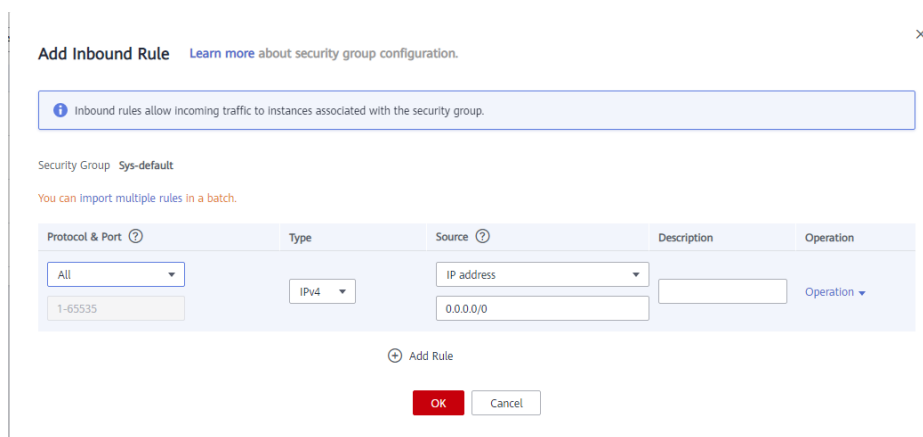 Add Inbound Rule Learn more about security group configuration.
Inbound rules allow incoming traffic to instances associated with the security group.
Security Group Sys-default
You can import multiple rules in a batch.
Protocol & Port Type Source Description Operation
All IPv4 IP address Operation
1-65535 0.0.0.0/0
Add Rule
OK Cancel